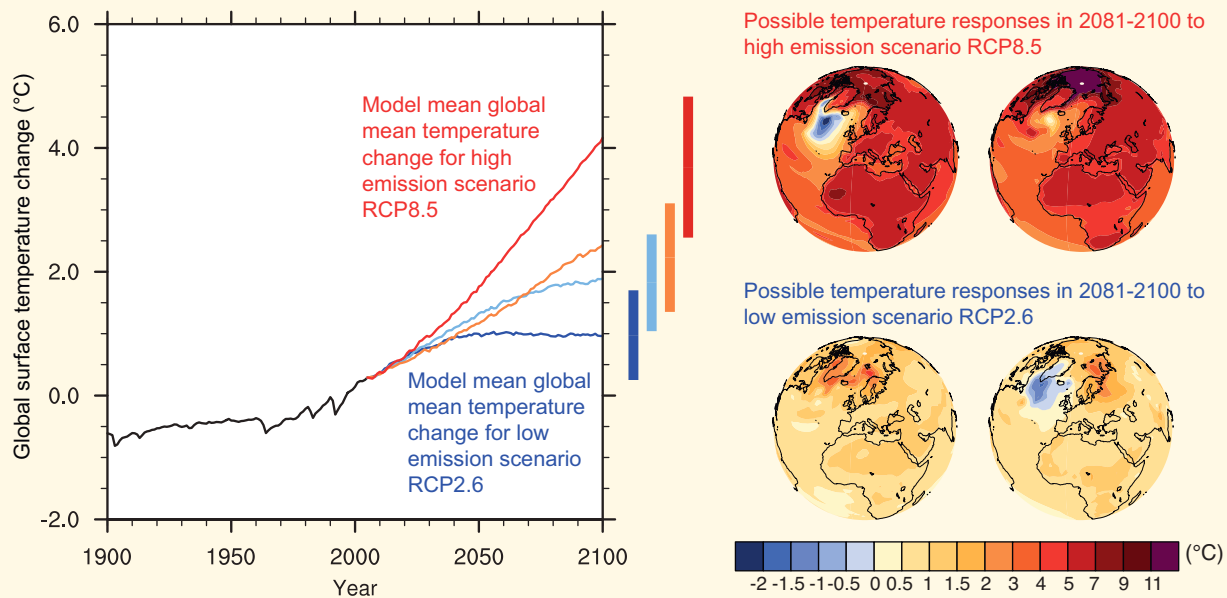 Global surface temperature change (°C)
6.0
4.0
2.0
0.0
-2.0
1900
1950
2000
2050
2100
Year
Model mean global
mean temperature
change for high
emission scenario
RCP8.5
Model mean global
mean temperature
change for low
emission scenario
RCP2.6
Possible temperature responses in 2081-2100 to
high emission scenario RCP8.5
Possible temperature responses in 2081-2100 to
low emission scenario RCP2.6
-2 -1.5 -1 -0.5 0 0.5 1 1.5 2 3 4 5 7 9 11 (°C)